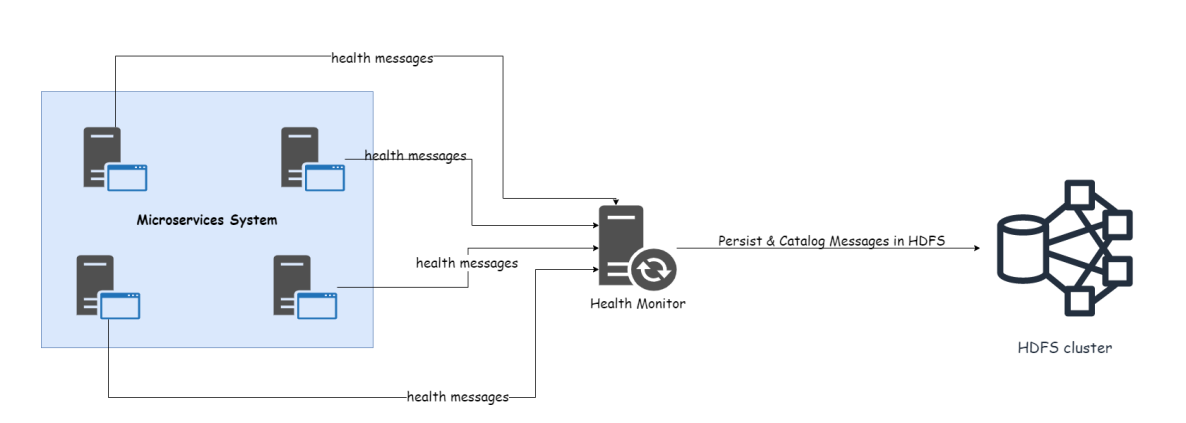 health messages
health messages
Microservices System
Persist & Catalog Messages in HDFS
health messages
Health Monitor
HDFS cluster
health messages